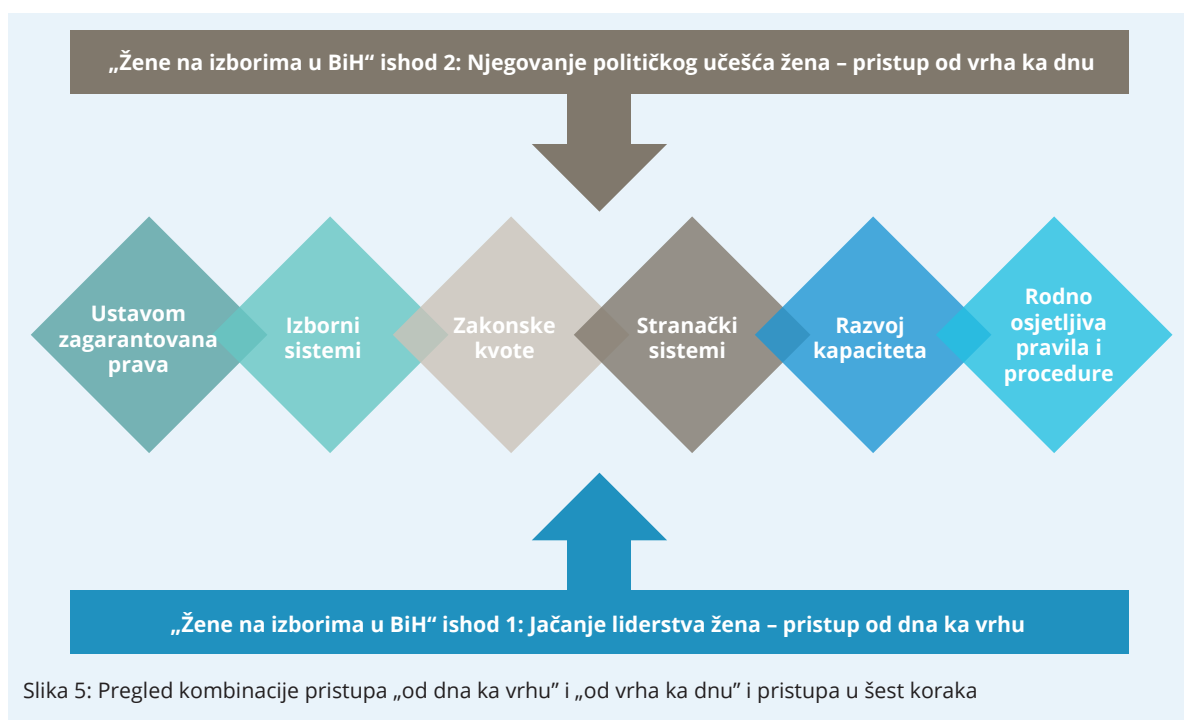 „Žene na izborima u BiH“ ishod 2: Njegovanje političkog učešća žena – pristup od vrha ka dnu
Ustavom
zagarantovana
prava
Izborni
sistemi
Zakonske
kvote
Stranački
sistemi
Razvoj
kapaciteta
Rodno
osjetljiva
pravila i
procedure
„Žene na izborima u BiH“ ishod 1: Jačanje liderstva žena – pristup od dna ka vrhu
Slika 5: Pregled kombinacije pristupa „od dna ka vrhu” i „od vrha ka dnu” i pristupa u šest koraka